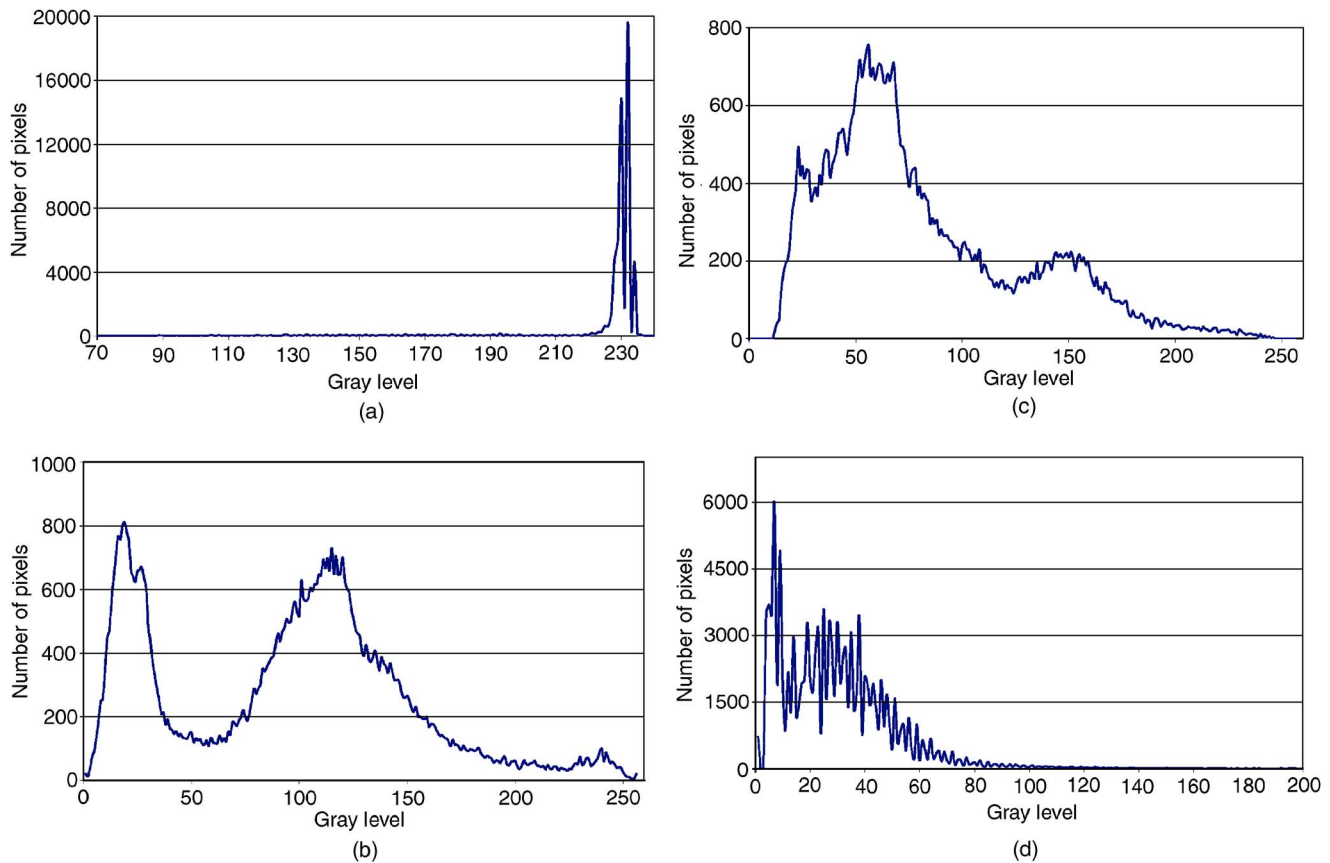 20000
16000
12000
8000
4000
0
Number of pixels
70 90 110 130 150 170 190 210 230
Gray level
(a)
800
600
400
200
0
Number of pixels
0 50 100 150 200 250
Gray level
(c)
1000
800
600
400
200
0
Number of pixels
0 50 100 150 200 250
Gray level
(b)
6000
4500
3000
1500
0
Number of pixels
0 20 40 60 80 100 120 140 160 180 200
Gray level
(d)